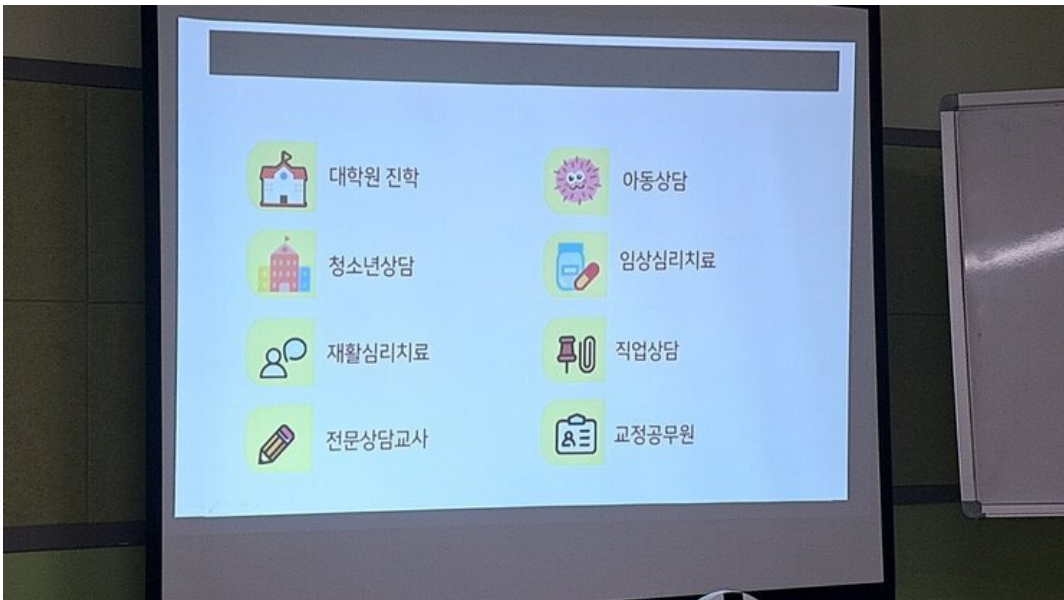 대학원 진학
아동상담
청소년상담
임상심리치료
재활심리치료
직업상담
전문상담교사
교정공무원